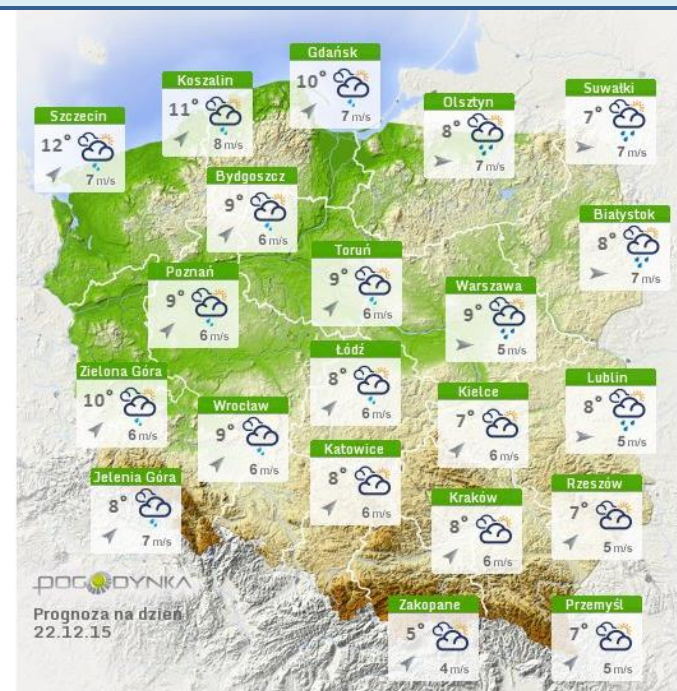 Gdańsk
10°
7 m/s
Koszalin
11°
8 m/s
Szczecin
12°
7 m/s
Olsztyn
8°
7 m/s
Suwałki
7°
7 m/s
Bydgoszcz
9°
6 m/s
Białystok
8°
7 m/s
Toruń
9°
6 m/s
Poznań
9°
6 m/s
Warszawa
9°
5 m/s
Łódź
8°
6 m/s
Zielona Góra
10°
6 m/s
Wrocław
9°
6 m/s
Kielce
7°
6 m/s
Lublin
8°
5 m/s
Katowice
8°
6 m/s
Jelenia Góra
8°
7 m/s
Kraków
8°
6 m/s
Rzeszów
7°
5 m/s
Zakopane
5°
4 m/s
Przemyśl
7°
5 m/s
POGODYNKA
Prognoza na dzień
22.12.15